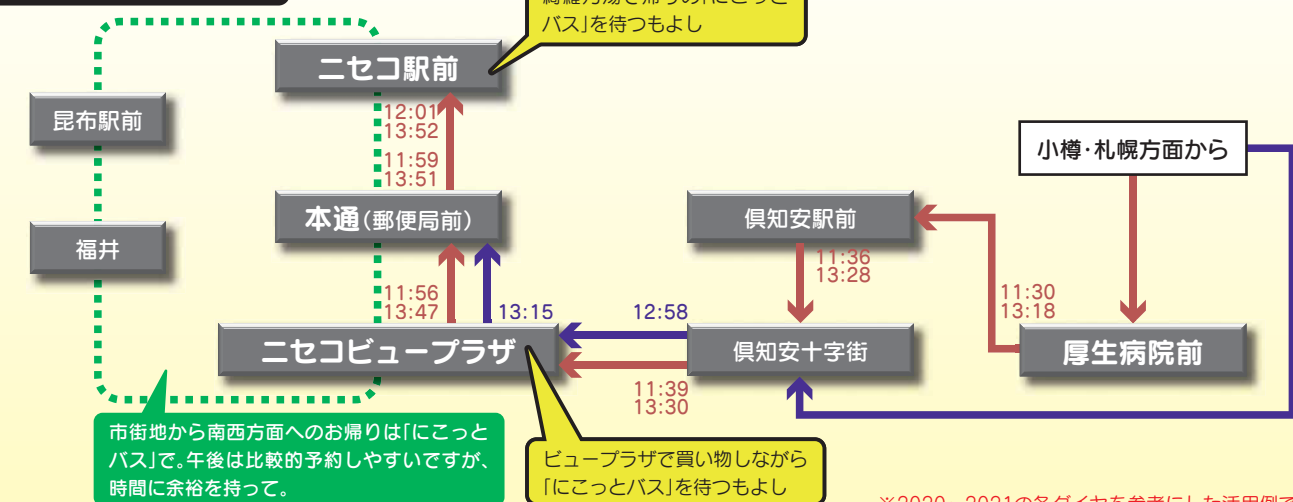 バス」を待つもよし
ニセコ駅前
昆布駅前
12:01
13:52
小樽・札幌方面から
11:59
13:51
本通（郵便局前）
倶知安駅前
福井
11:36
13:28
11:56
13:47
13:15
12:58
11:30
13:18
ニセコビュープラザ
倶知安十字街
厚生病院前
11:39
13:30
市街地から南西方面へのお帰りは「にこっと
バス」で。午後は比較的予約しやすいですが、
時間に余裕を持って。
ビュープラザで買い物しながら
「にこっとバス」を待つもよし